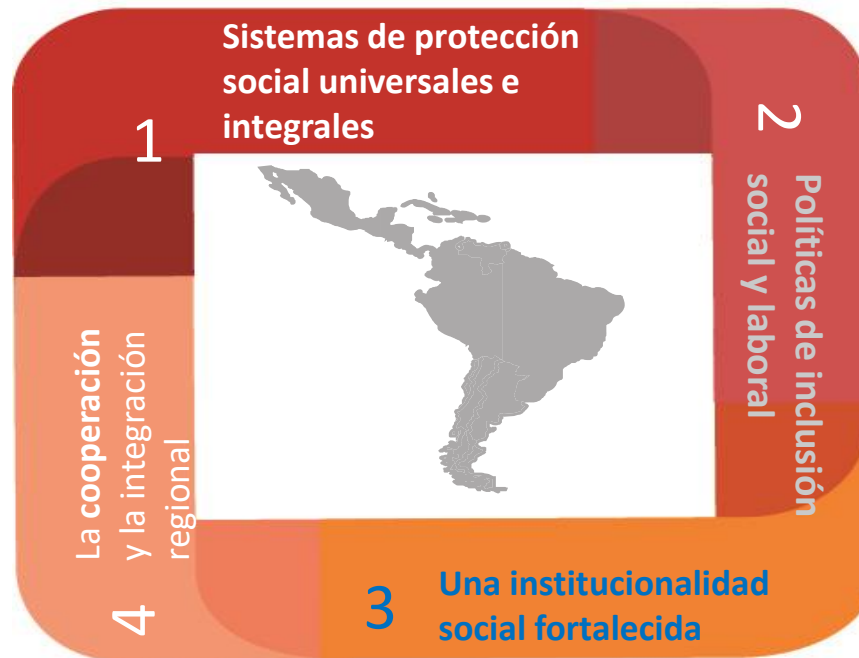 1
Sistemas de protección
social universales e
integrales
2
Políticas de inclusión
social y laboral
3
Una institucionalidad
social fortalecida
4
La cooperación
y la integración
regional